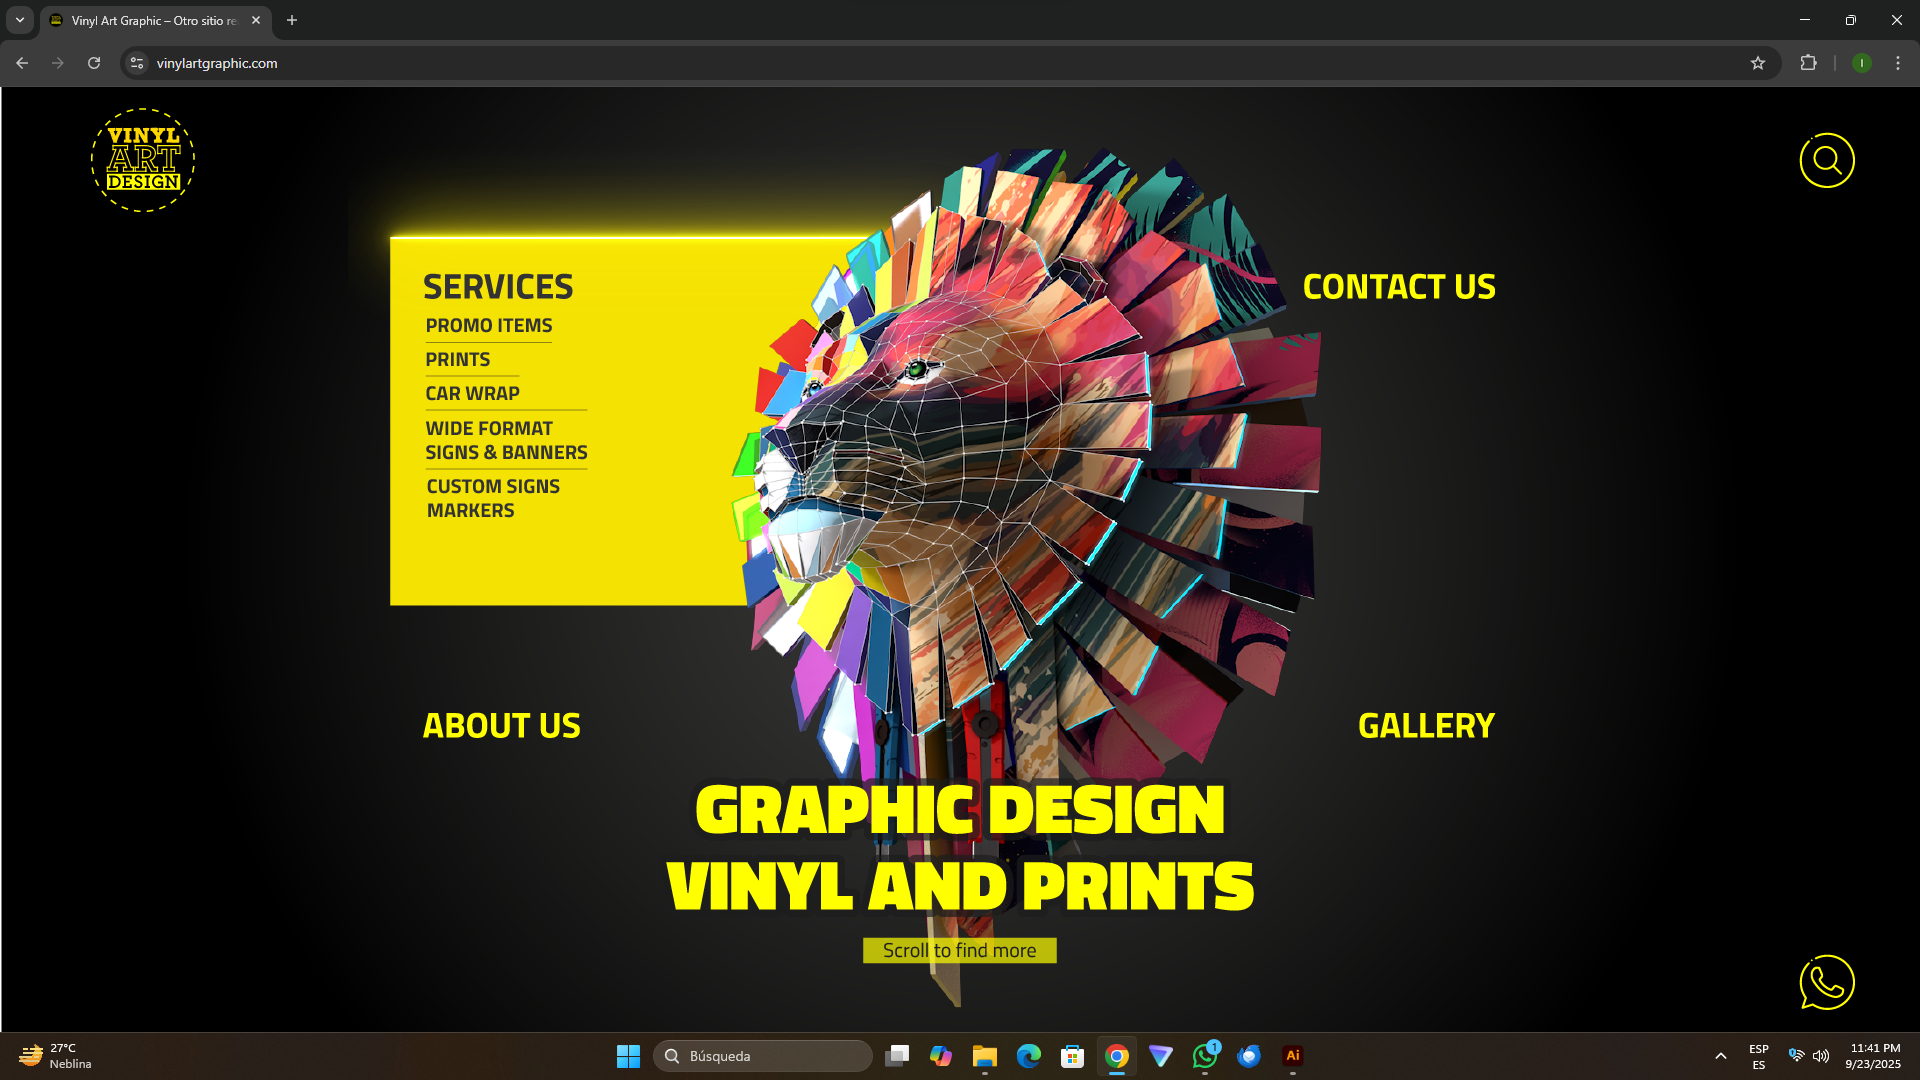 Vinyl Art Graphic – Otro sitio re
vinylartgraphic.com
I
VINYL
ART
DESIGN
SERVICES
PROMO ITEMS
PRINTS
CAR WRAP
WIDE FORMAT
SIGNS & BANNERS
CUSTOM SIGNS
MARKERS
CONTACT US
ABOUT US
GALLERY
GRAPHIC DESIGN
VINYL AND PRINTS
Scroll to find more
27°C
Neblina
Búsqueda
1
Ai
ESP
ES
11:41 PM
9/23/2025